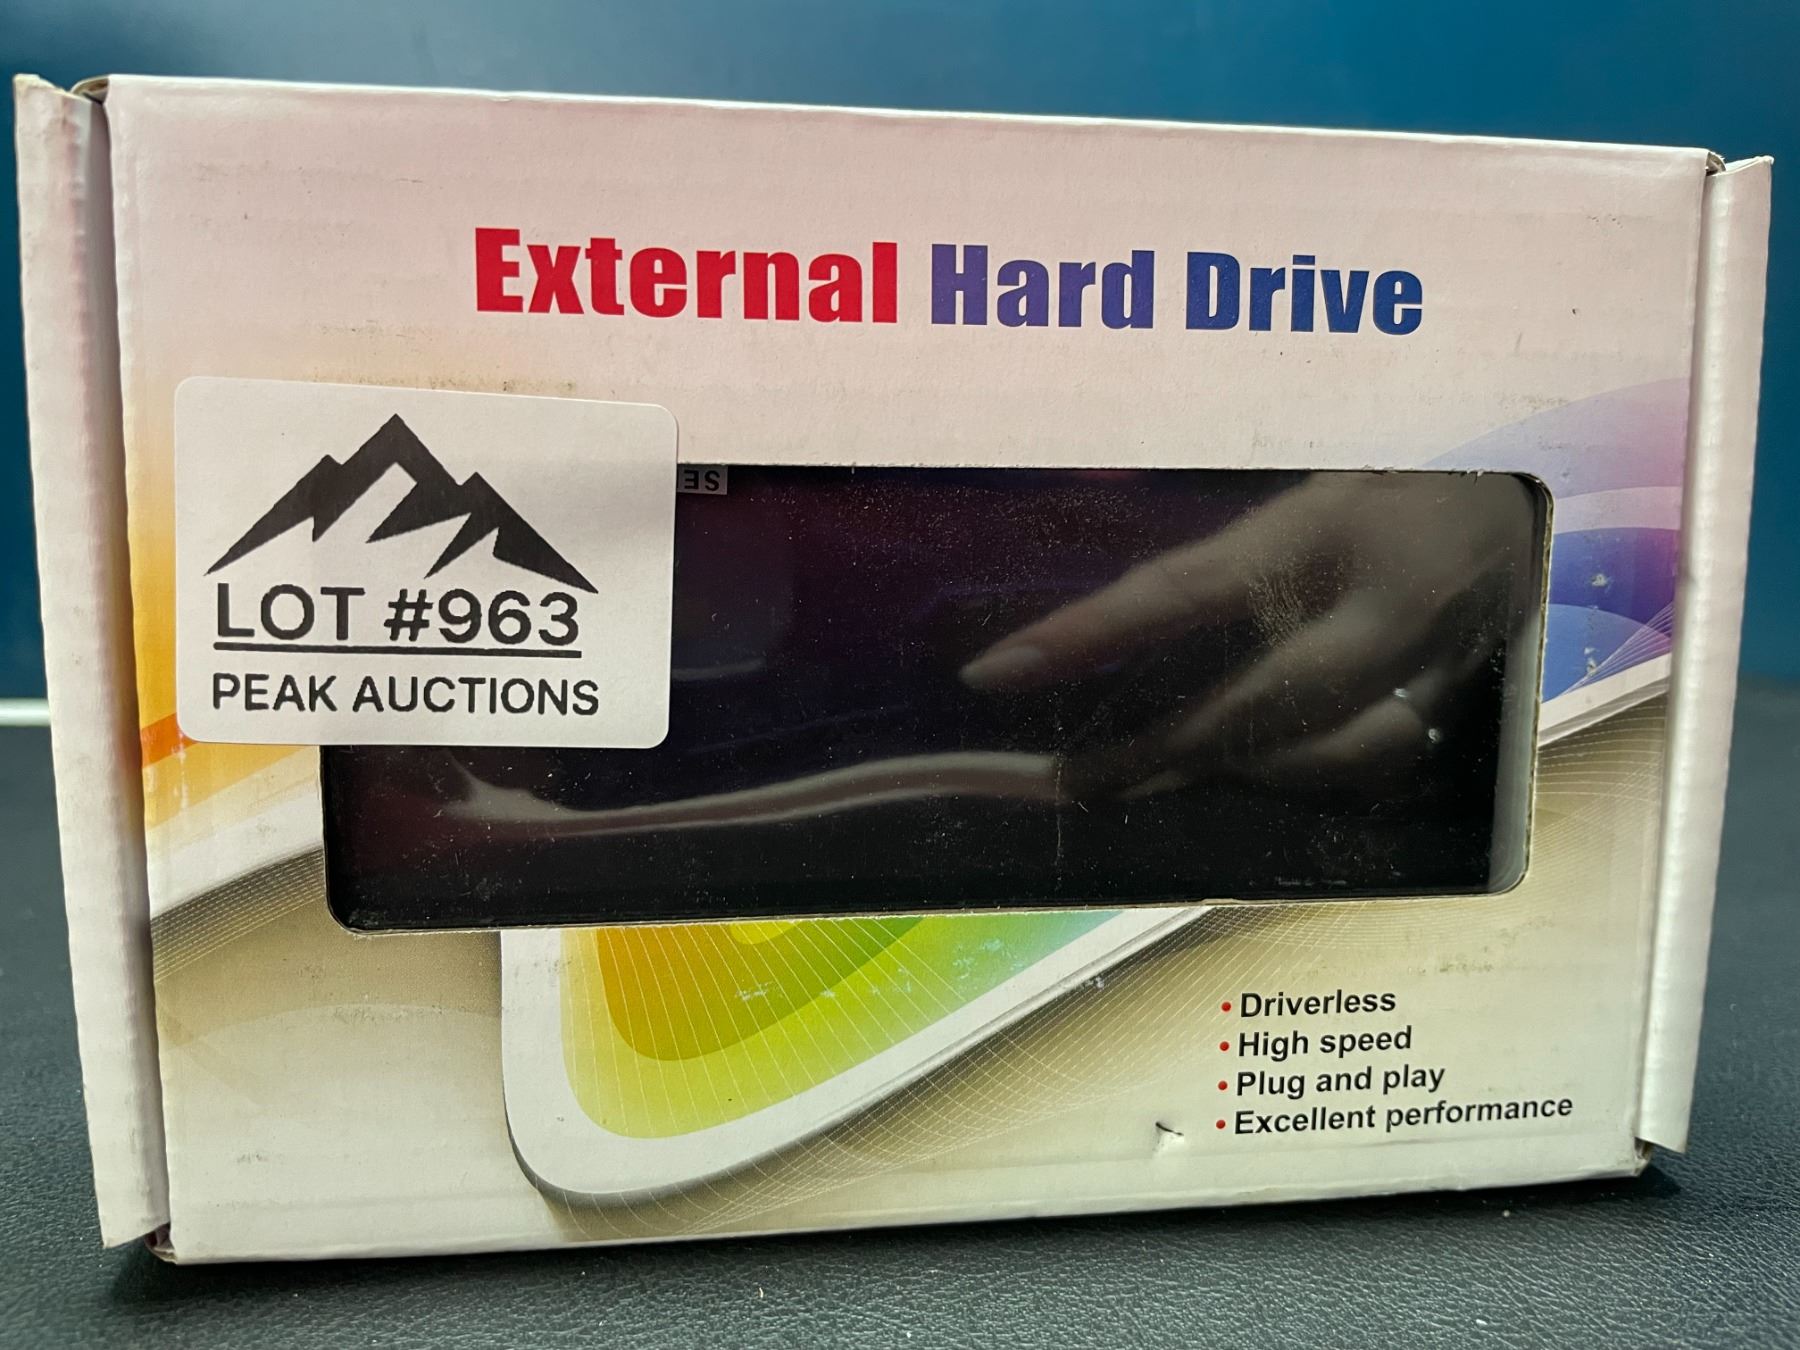 External Hard Drive
LOT #963
PEAK AUCTIONS
• Driverless
• High speed
• Plug and play
• Excellent performance